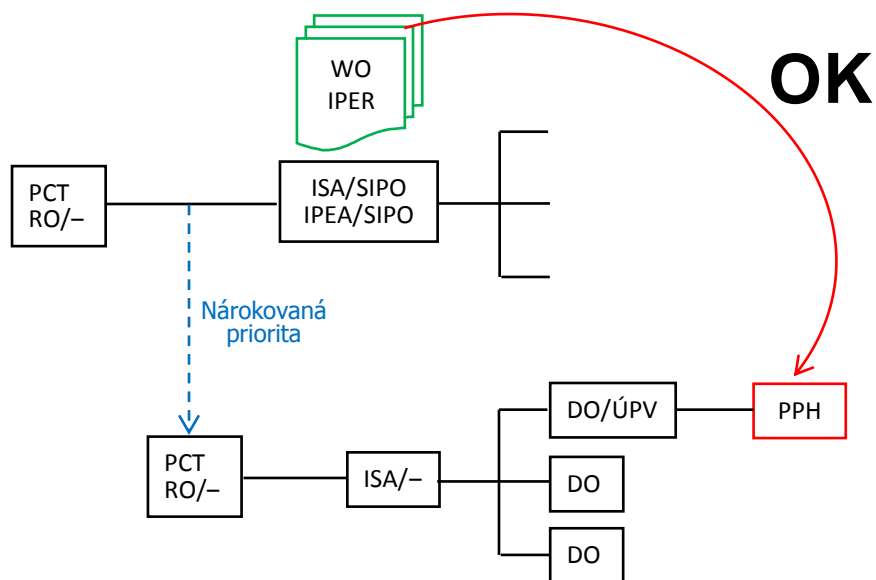 WO
IPER
OK
PCT
RO/–
ISA/SIPO
IPEA/SIPO
Nárokovaná
priorita
DO/ÚPV
PPH
PCT
RO/–
ISA/–
DO
DO